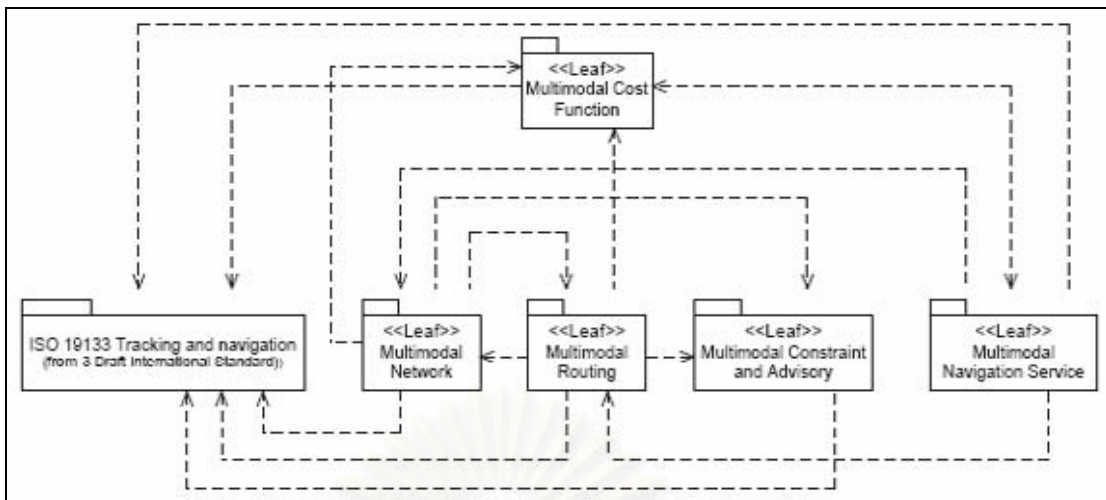 <<Leaf>>
Multimodal Cost
Function
ISO 19133 Tracking and navigation
(from 3 Draft International Standard))
<<Leaf>>
Multimodal
Network
<<Leaf>>
Multimodal
Routing
<<Leaf>>
Multimodal Constraint
and Advisory
<<Leaf>>
Multimodal
Navigation Service